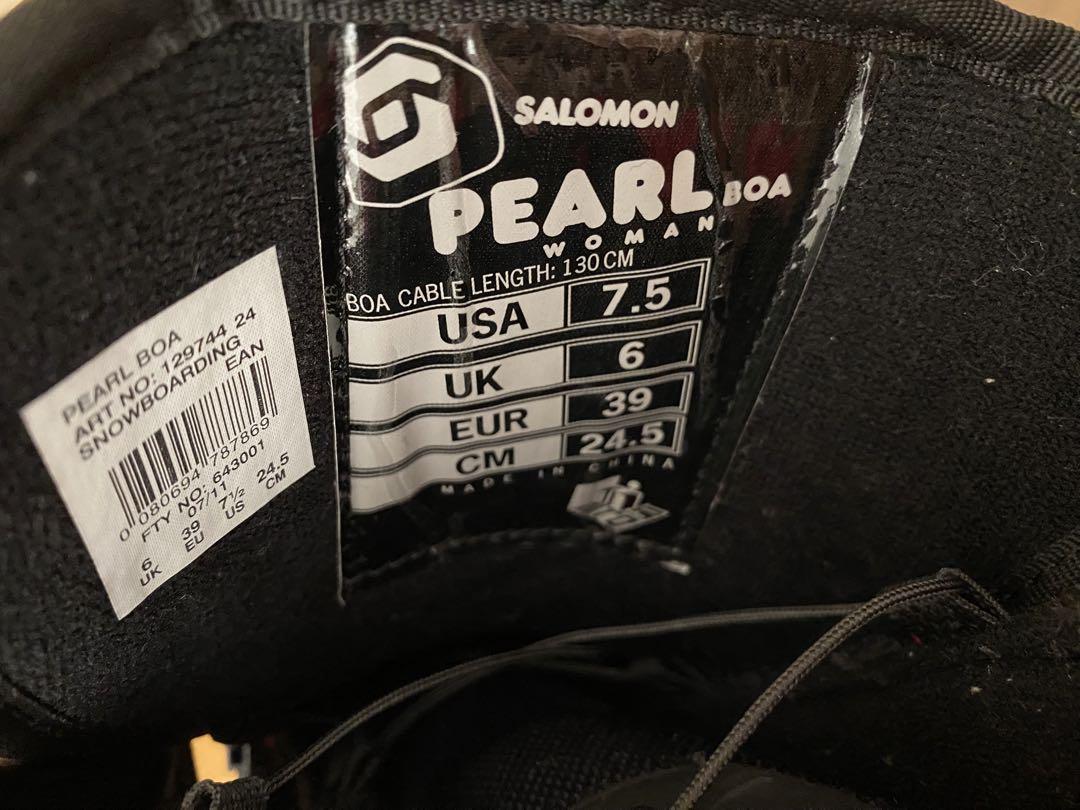 SALOMON
PEARL BOA
WOMAN
BOA CABLE LENGTH: 130 CM
USA 7.5
UK 6
EUR 39
CM 24.5
MADE IN CHINA
PEARL BOA
ART NO: 129744 24
SNOWBOARDING
EAN
0 080694 787869
FTY NO: 643001
07/11
6 39 7½ 24.5
UK EU US CM